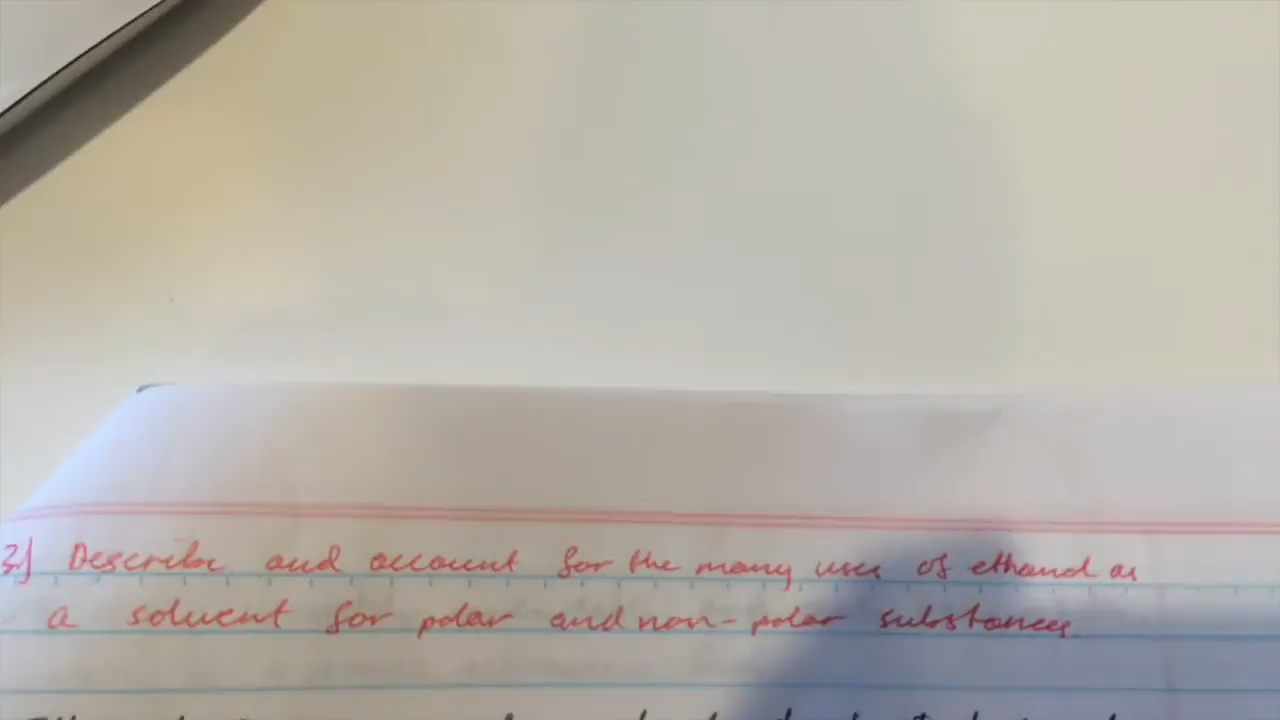 3.) Describe and account for the many uses of ethanol as
a solvent for polar and non-polar substances.